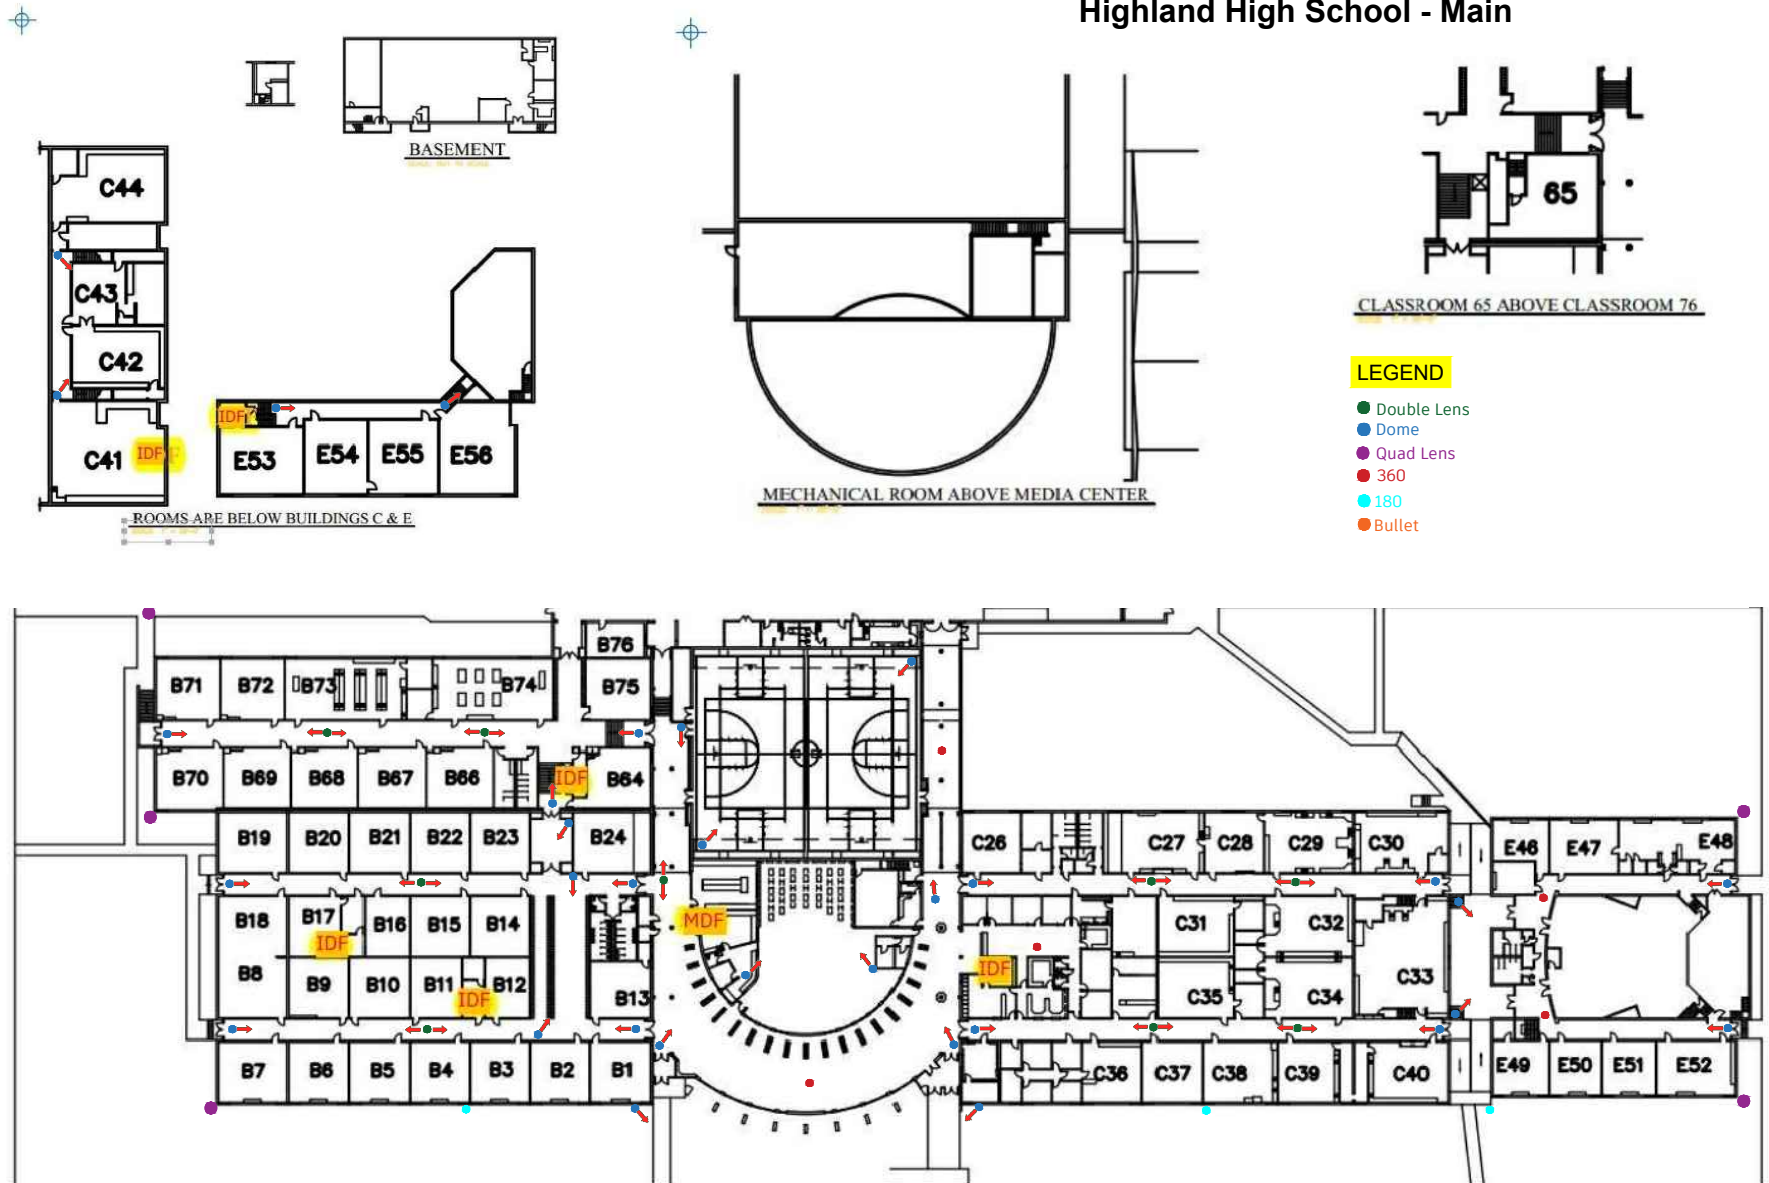 Highland High School - Main
BASEMENT
C44
C43
C42
C41
IDF
IDF
E53
E54
E55
E56
ROOMS ARE BELOW BUILDINGS C & E
MECHANICAL ROOM ABOVE MEDIA CENTER
65
CLASSROOM 65 ABOVE CLASSROOM 76
LEGEND
Double Lens
Dome
Quad Lens
360
180
Bullet
B76
B71
B72
B73
B74
B75
B70
B69
B68
B67
B66
IDF
B64
B19
B20
B21
B22
B23
B24
C26
C27
C28
C29
C30
E46
E47
E48
B18
B17
IDF
B16
B15
B14
MDF
C31
C32
B8
B9
B10
B11
IDF
B12
B13
IDF
C35
C34
C33
B7
B6
B5
B4
B3
B2
B1
C36
C37
C38
C39
C40
E49
E50
E51
E52